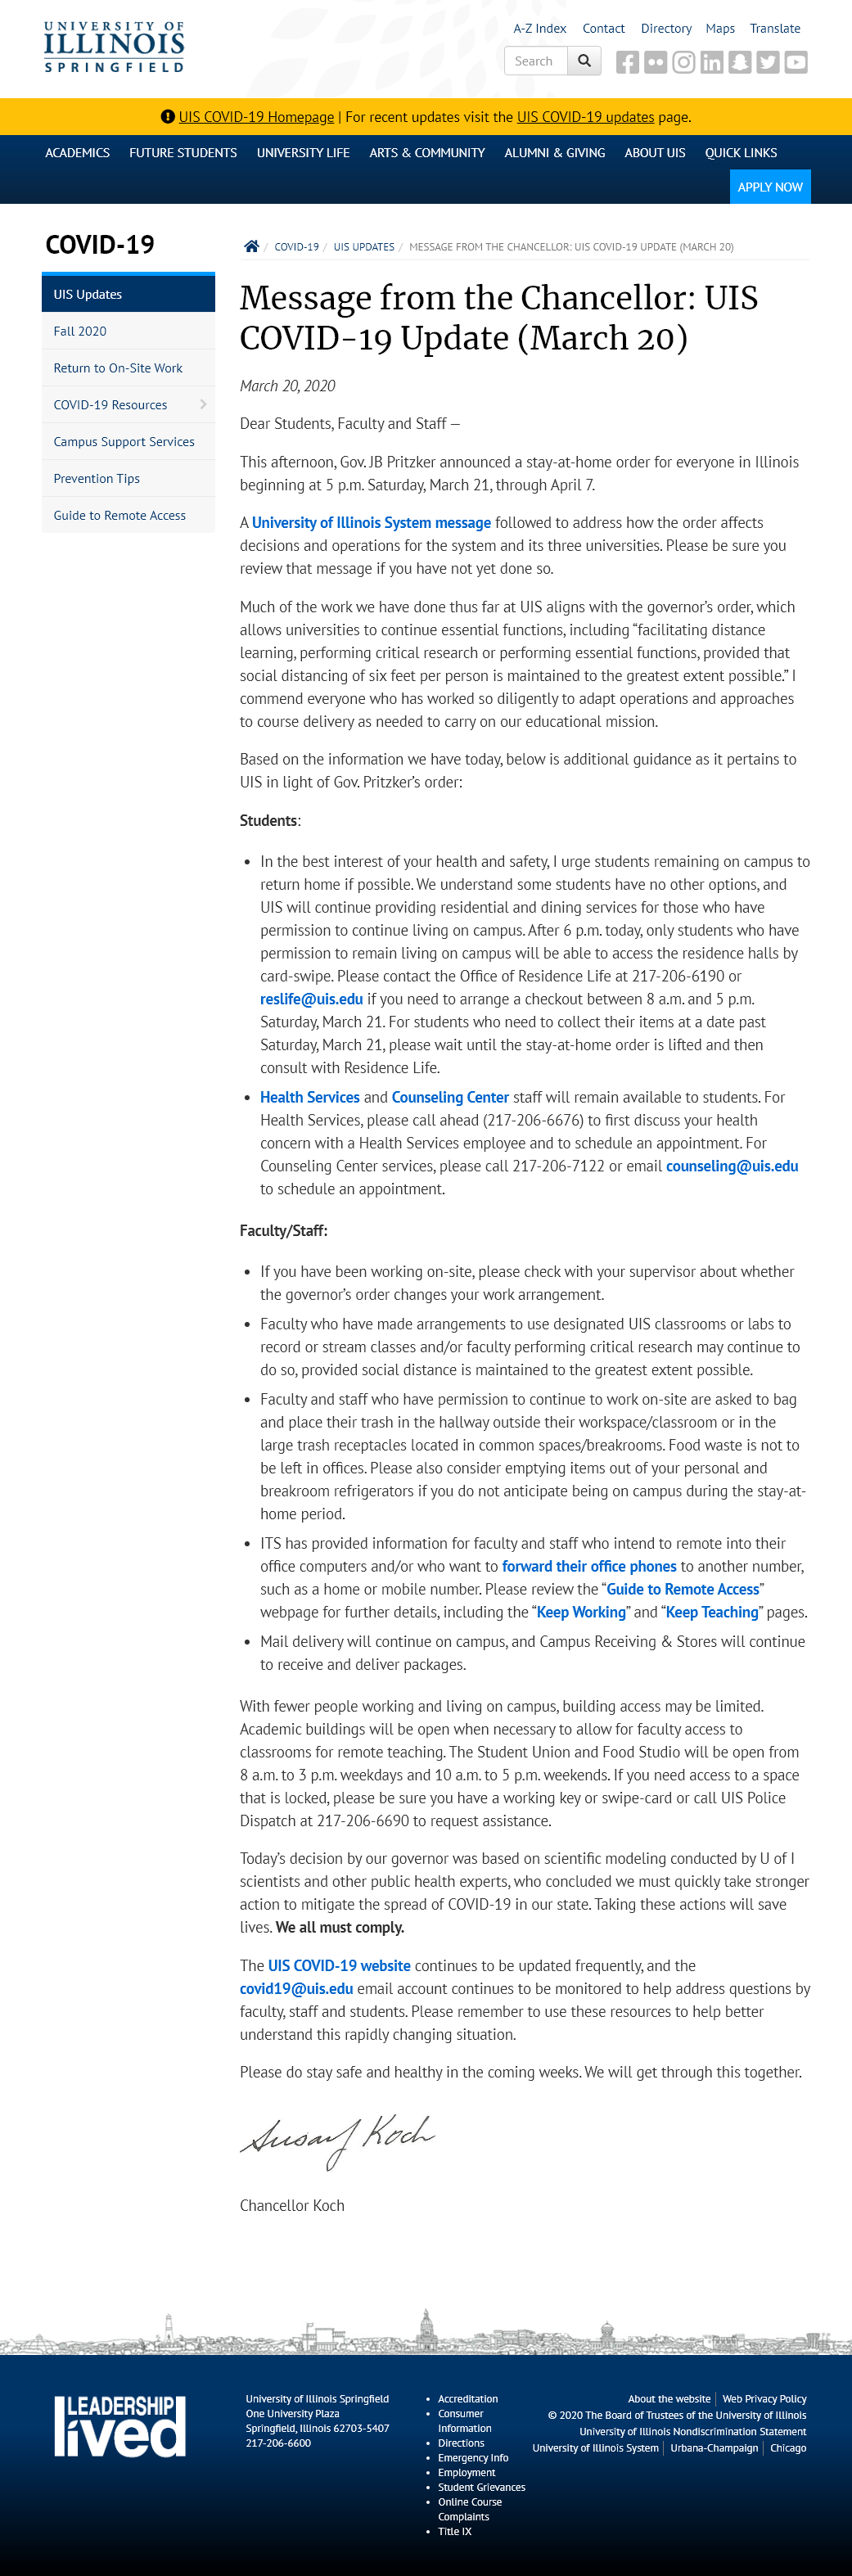 UNIVERSITY OF
ILLINOIS
SPRINGFIELD
A-Z Index Contact Directory Maps Translate
Search
UIS COVID-19 Homepage | For recent updates visit the UIS COVID-19 updates page.
ACADEMICS FUTURE STUDENTS UNIVERSITY LIFE ARTS & COMMUNITY ALUMNI & GIVING ABOUT UIS QUICK LINKS
APPLY NOW
COVID-19
UIS Updates
Fall 2020
Return to On-Site Work
COVID-19 Resources
Campus Support Services
Prevention Tips
Guide to Remote Access
/ COVID-19 / UIS UPDATES / MESSAGE FROM THE CHANCELLOR: UIS COVID-19 UPDATE (MARCH 20)
Message from the Chancellor: UIS
COVID-19 Update (March 20)
March 20, 2020
Dear Students, Faculty and Staff —
This afternoon, Gov. JB Pritzker announced a stay-at-home order for everyone in Illinois
beginning at 5 p.m. Saturday, March 21, through April 7.
A University of Illinois System message followed to address how the order affects
decisions and operations for the system and its three universities. Please be sure you
review that message if you have not yet done so.
Much of the work we have done thus far at UIS aligns with the governor’s order, which
allows universities to continue essential functions, including “facilitating distance
learning, performing critical research or performing essential functions, provided that
social distancing of six feet per person is maintained to the greatest extent possible.” I
commend everyone who has worked so diligently to adapt operations and approaches
to course delivery as needed to carry on our educational mission.
Based on the information we have today, below is additional guidance as it pertains to
UIS in light of Gov. Pritzker’s order:
Students:
• In the best interest of your health and safety, I urge students remaining on campus to
return home if possible. We understand some students have no other options, and
UIS will continue providing residential and dining services for those who have
permission to continue living on campus. After 6 p.m. today, only students who have
permission to remain living on campus will be able to access the residence halls by
card-swipe. Please contact the Office of Residence Life at 217-206-6190 or
reslife@uis.edu if you need to arrange a checkout between 8 a.m. and 5 p.m.
Saturday, March 21. For students who need to collect their items at a date past
Saturday, March 21, please wait until the stay-at-home order is lifted and then
consult with Residence Life.
• Health Services and Counseling Center staff will remain available to students. For
Health Services, please call ahead (217-206-6676) to first discuss your health
concern with a Health Services employee and to schedule an appointment. For
Counseling Center services, please call 217-206-7122 or email counseling@uis.edu
to schedule an appointment.
Faculty/Staff:
• If you have been working on-site, please check with your supervisor about whether
the governor’s order changes your work arrangement.
• Faculty who have made arrangements to use designated UIS classrooms or labs to
record or stream classes and/or faculty performing critical research may continue to
do so, provided social distance is maintained to the greatest extent possible.
• Faculty and staff who have permission to continue to work on-site are asked to bag
and place their trash in the hallway outside their workspace/classroom or in the
large trash receptacles located in common spaces/breakrooms. Food waste is not to
be left in offices. Please also consider emptying items out of your personal and
breakroom refrigerators if you do not anticipate being on campus during the stay-at-
home period.
• ITS has provided information for faculty and staff who intend to remote into their
office computers and/or who want to forward their office phones to another number,
such as a home or mobile number. Please review the “Guide to Remote Access”
webpage for further details, including the “Keep Working” and “Keep Teaching” pages.
• Mail delivery will continue on campus, and Campus Receiving & Stores will continue
to receive and deliver packages.
With fewer people working and living on campus, building access may be limited.
Academic buildings will be open when necessary to allow for faculty access to
classrooms for remote teaching. The Student Union and Food Studio will be open from
8 a.m. to 3 p.m. weekdays and 10 a.m. to 5 p.m. weekends. If you need access to a space
that is locked, please be sure you have a working key or swipe-card or call UIS Police
Dispatch at 217-206-6690 to request assistance.
Today’s decision by our governor was based on scientific modeling conducted by U of I
scientists and other public health experts, who concluded we must quickly take stronger
action to mitigate the spread of COVID-19 in our state. Taking these actions will save
lives. We all must comply.
The UIS COVID-19 website continues to be updated frequently, and the
covid19@uis.edu email account continues to be monitored to help address questions by
faculty, staff and students. Please remember to use these resources to help better
understand this rapidly changing situation.
Please do stay safe and healthy in the coming weeks. We will get through this together.
Susan J Koch
Chancellor Koch
LEADERSHIP
lived
University of Illinois Springfield
One University Plaza
Springfield, Illinois 62703-5407
217-206-6600
• Accreditation
• Consumer
Information
• Directions
• Emergency Info
• Employment
• Student Grievances
• Online Course
Complaints
• Title IX
About the website | Web Privacy Policy
© 2020 The Board of Trustees of the University of Illinois
University of Illinois Nondiscrimination Statement
University of Illinois System | Urbana-Champaign | Chicago